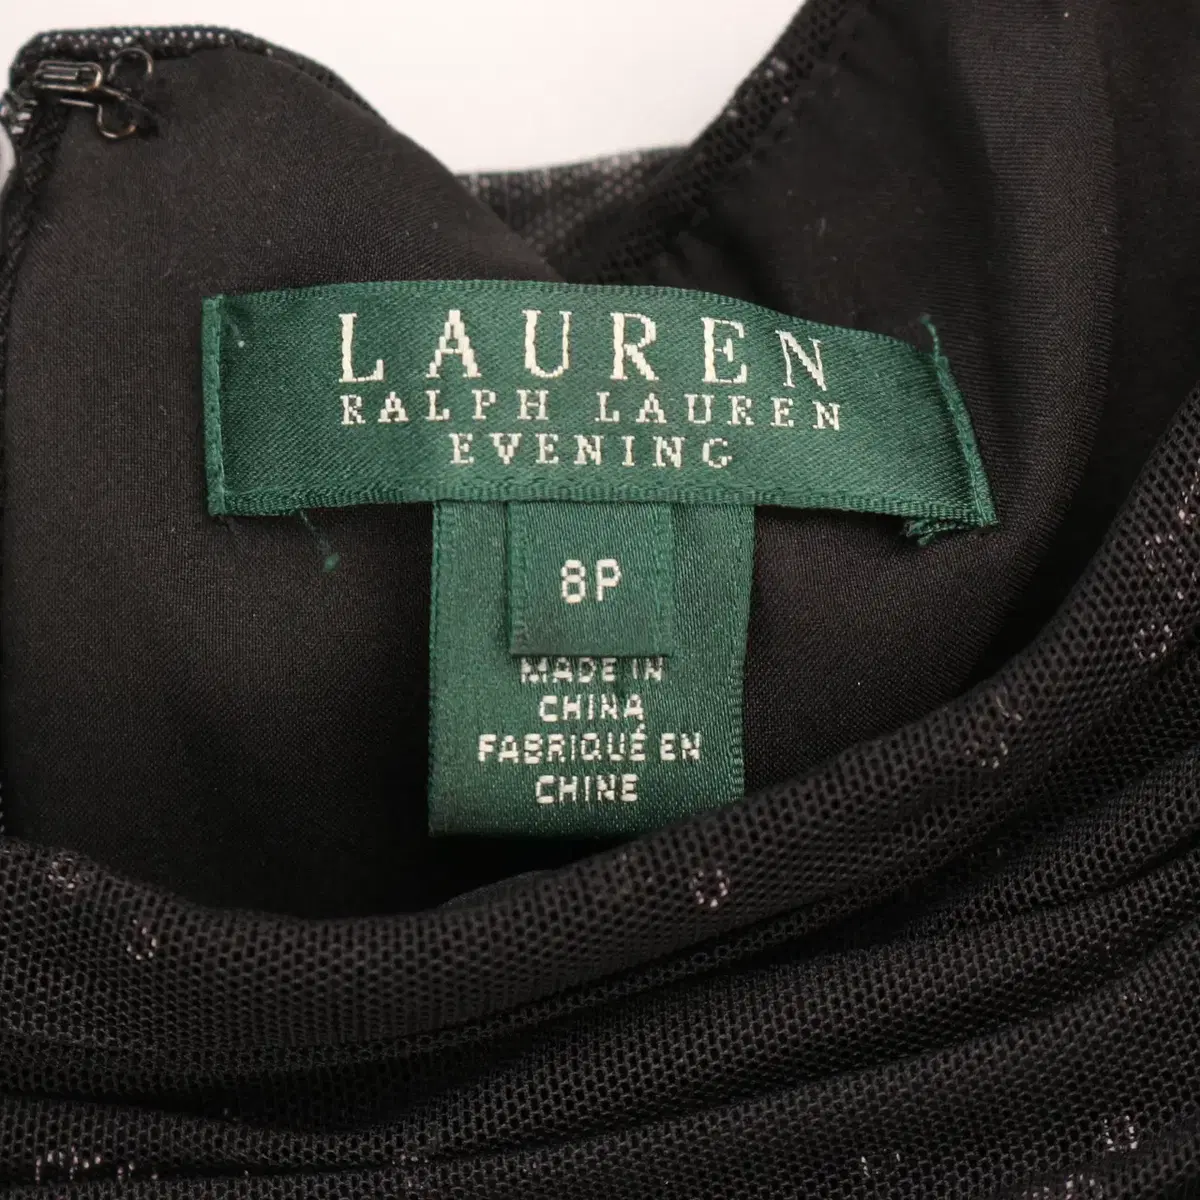 LAUREN
RALPH LAUREN
EVENING
8P
MADE IN
CHINA
FABRIQUÉ EN
CHINE